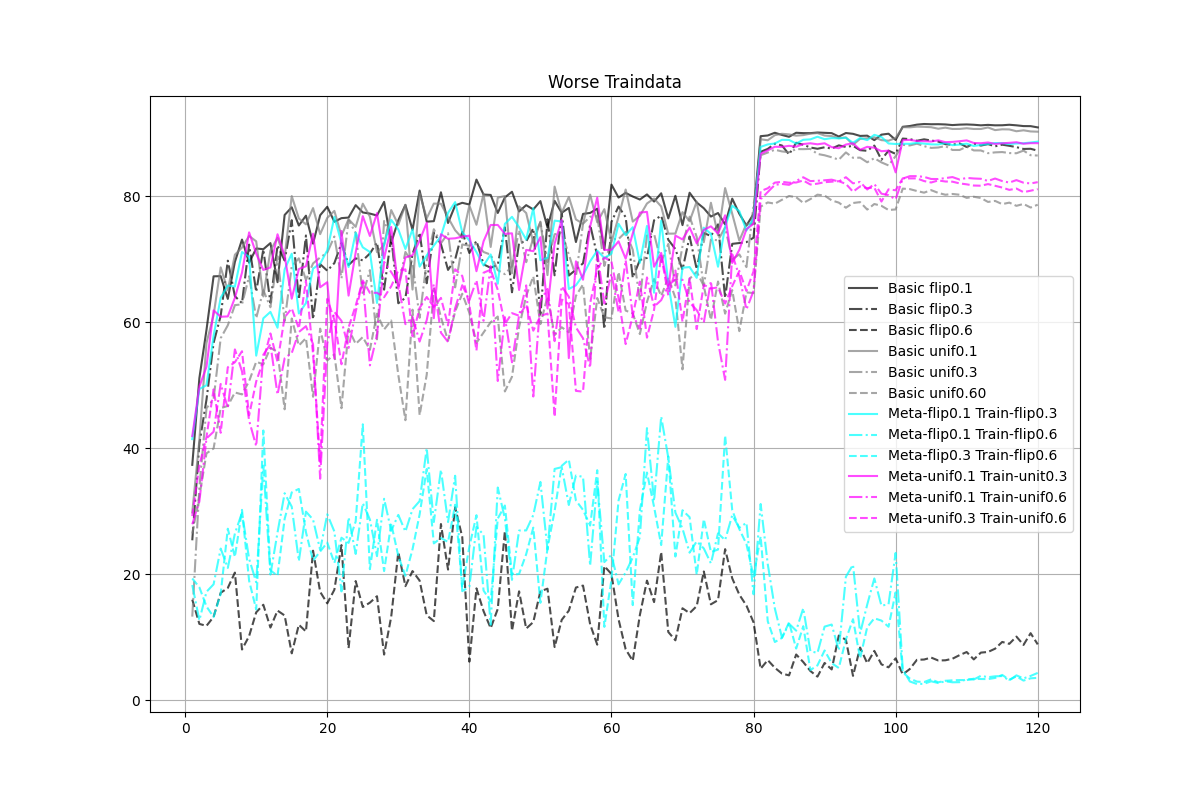 Worse Traindata
80
60
40
20
0
0 20 40 60 80 100 120
Basic flip0.1
Basic flip0.3
Basic flip0.6
Basic unif0.1
Basic unif0.3
Basic unif0.60
Meta-flip0.1 Train-flip0.3
Meta-flip0.1 Train-flip0.6
Meta-flip0.3 Train-flip0.6
Meta-unif0.1 Train-unit0.3
Meta-unif0.1 Train-unif0.6
Meta-unif0.3 Train-unif0.6